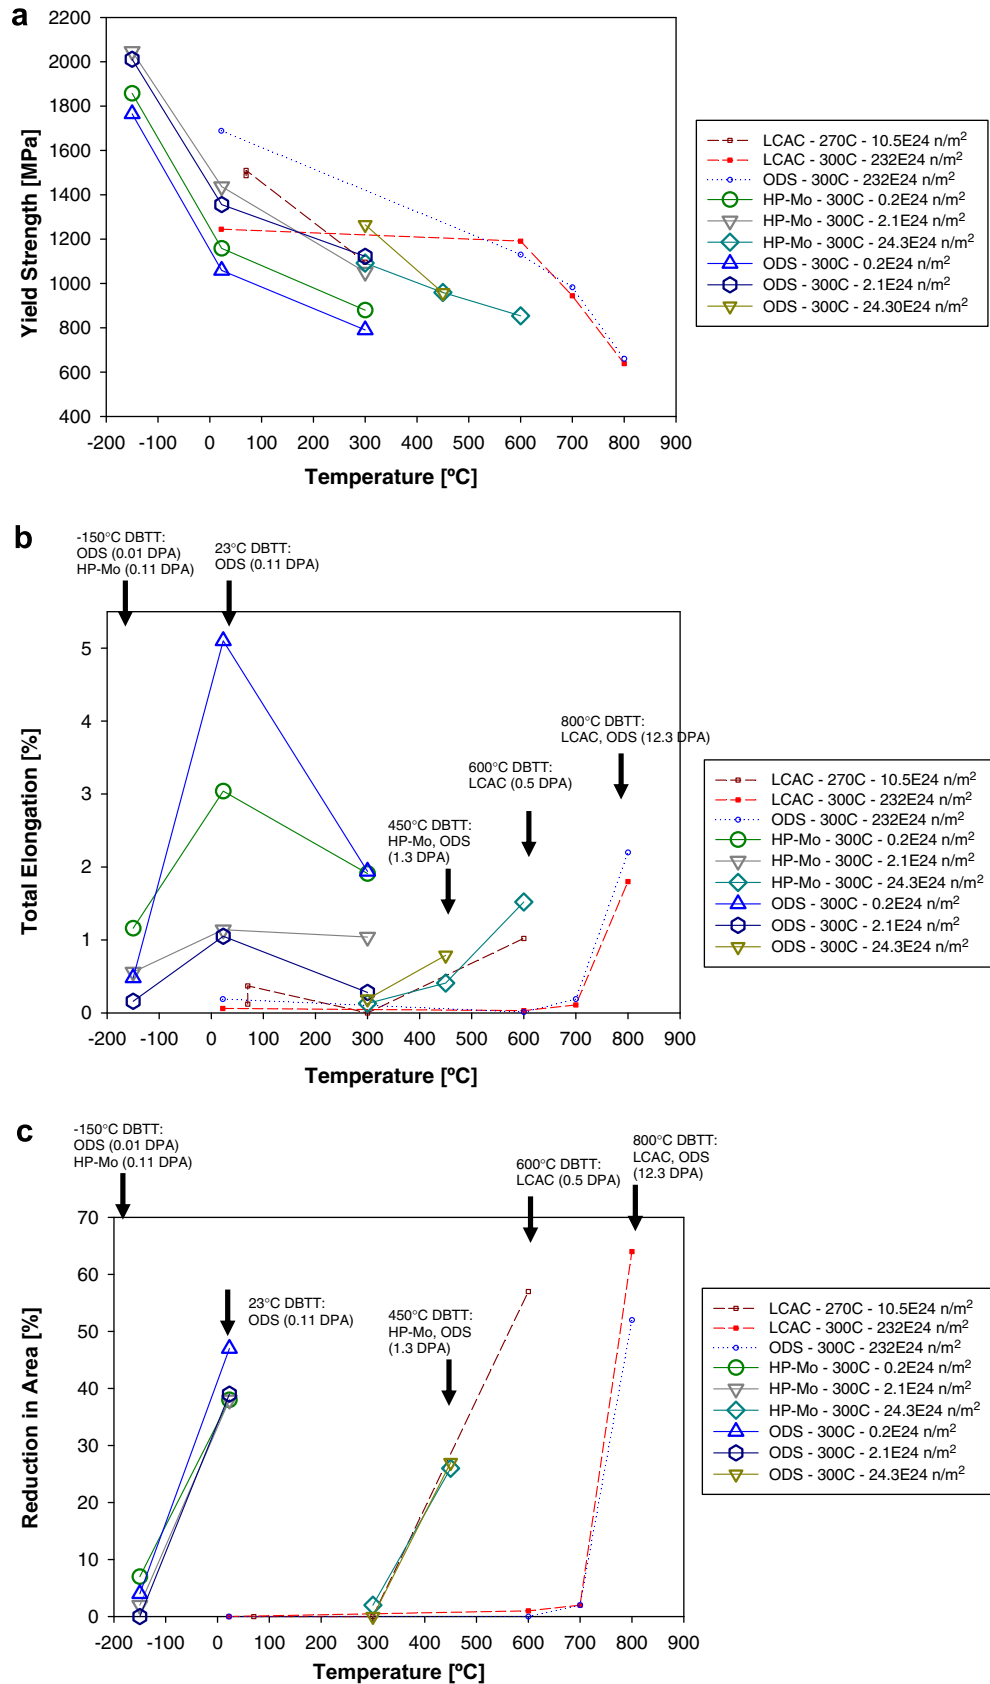 a
2200
2000
1800
1600
1400
1200
1000
800
600
400
Yield Strength [MPa]
-200 -100 0 100 200 300 400 500 600 700 800 900
Temperature [ºC]
LCAC - 270C - 10.5E24 n/m²
LCAC - 300C - 232E24 n/m²
ODS - 300C - 232E24 n/m²
HP-Mo - 300C - 0.2E24 n/m²
HP-Mo - 300C - 2.1E24 n/m²
HP-Mo - 300C - 24.3E24 n/m²
ODS - 300C - 0.2E24 n/m²
ODS - 300C - 2.1E24 n/m²
ODS - 300C - 24.30E24 n/m²
b
-150°C DBTT:
ODS (0.01 DPA)
HP-Mo (0.11 DPA)
23°C DBTT:
ODS (0.11 DPA)
450°C DBTT:
HP-Mo, ODS
(1.3 DPA)
600°C DBTT:
LCAC (0.5 DPA)
800°C DBTT:
LCAC, ODS (12.3 DPA)
5
4
3
2
1
0
Total Elongation [%]
-200 -100 0 100 200 300 400 500 600 700 800 900
Temperature [ºC]
LCAC - 270C - 10.5E24 n/m²
LCAC - 300C - 232E24 n/m²
ODS - 300C - 232E24 n/m²
HP-Mo - 300C - 0.2E24 n/m²
HP-Mo - 300C - 2.1E24 n/m²
HP-Mo - 300C - 24.3E24 n/m²
ODS - 300C - 0.2E24 n/m²
ODS - 300C - 2.1E24 n/m²
ODS - 300C - 24.3E24 n/m²
c
-150°C DBTT:
ODS (0.01 DPA)
HP-Mo (0.11 DPA)
23°C DBTT:
ODS (0.11 DPA)
450°C DBTT:
HP-Mo, ODS
(1.3 DPA)
600°C DBTT:
LCAC (0.5 DPA)
800°C DBTT:
LCAC, ODS
(12.3 DPA)
70
60
50
40
30
20
10
0
Reduction in Area [%]
-200 -100 0 100 200 300 400 500 600 700 800 900
Temperature [ºC]
LCAC - 270C - 10.5E24 n/m²
LCAC - 300C - 232E24 n/m²
ODS - 300C - 232E24 n/m²
HP-Mo - 300C - 0.2E24 n/m²
HP-Mo - 300C - 2.1E24 n/m²
HP-Mo - 300C - 24.3E24 n/m²
ODS - 300C - 0.2E24 n/m²
ODS - 300C - 2.1E24 n/m²
ODS - 300C - 24.3E24 n/m²